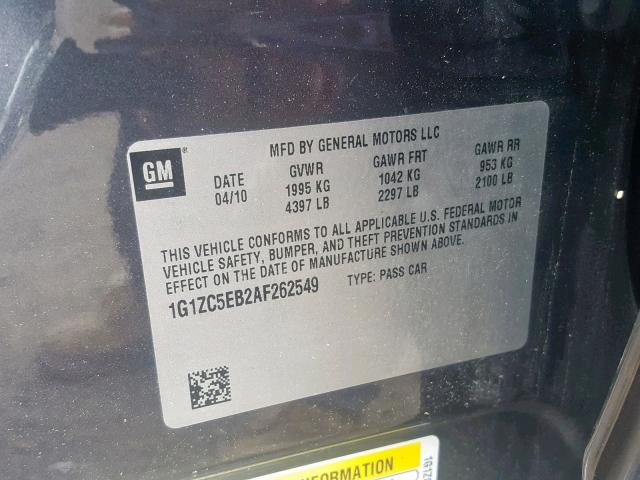 GM ®
MFD BY GENERAL MOTORS LLC
DATE GVWR GAWR FRT GAWR RR
04/10 1995 KG 1042 KG 953 KG
4397 LB 2297 LB 2100 LB
THIS VEHICLE CONFORMS TO ALL APPLICABLE U.S. FEDERAL MOTOR
VEHICLE SAFETY, BUMPER, AND THEFT PREVENTION STANDARDS IN
EFFECT ON THE DATE OF MANUFACTURE SHOWN ABOVE.
1G1ZC5EB2AF262549 TYPE: PASS CAR
INFORMATION
1G1Z